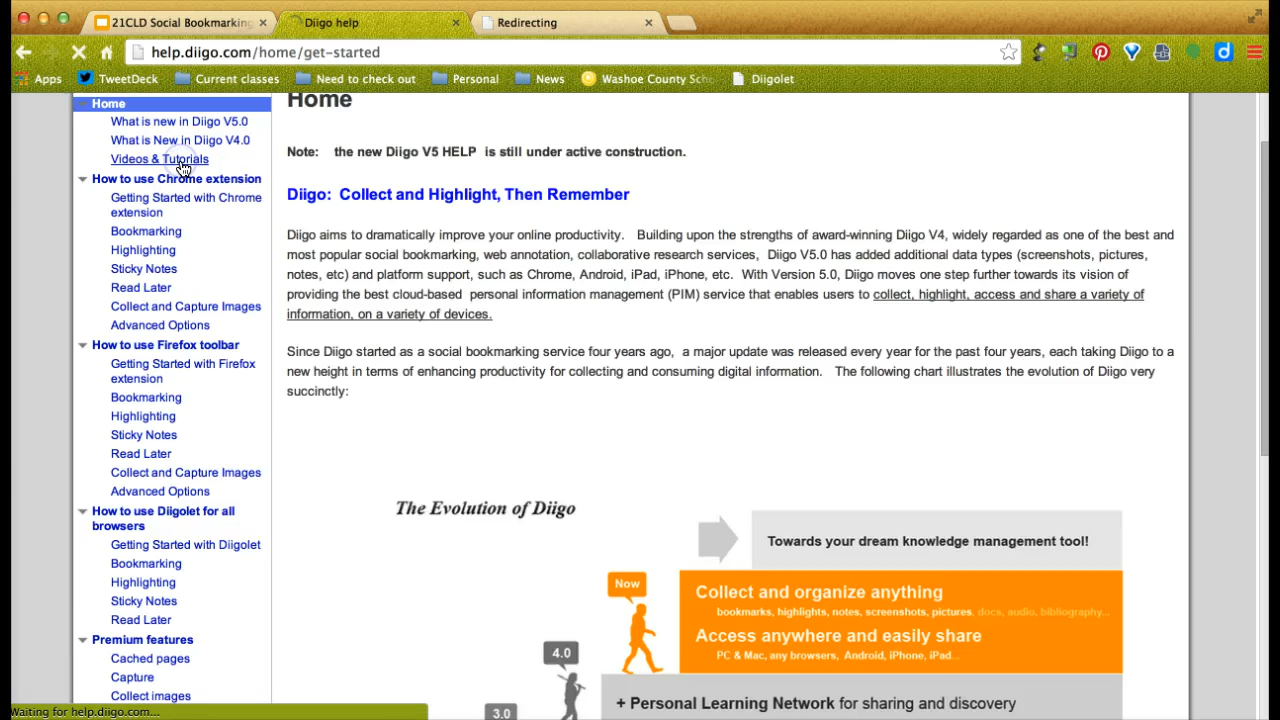 21CLD Social Bookmarking
Diigo help
Redirecting
help.diigo.com/home/get-started
Apps
TweetDeck
Current classes
Need to check out
Personal
News
Washoe County Scho
Diigolet
Home
What is new in Diigo V5.0
What is New in Diigo V4.0
Videos & Tutorials
How to use Chrome extension
Getting Started with Chrome
extension
Bookmarking
Highlighting
Sticky Notes
Read Later
Collect and Capture Images
Advanced Options
How to use Firefox toolbar
Getting Started with Firefox
extension
Bookmarking
Highlighting
Sticky Notes
Read Later
Collect and Capture Images
Advanced Options
How to use Diigolet for all
browsers
Getting Started with Diigolet
Bookmarking
Highlighting
Sticky Notes
Read Later
Premium features
Cached pages
Capture
Collect images
Home
Note: the new Diigo V5 HELP is still under active construction.
Diigo: Collect and Highlight, Then Remember
Diigo aims to dramatically improve your online productivity. Building upon the strengths of award-winning Diigo V4, widely regarded as one of the best and
most popular social bookmarking, web annotation, collaborative research services, Diigo V5.0 has added additional data types (screenshots, pictures,
notes, etc) and platform support, such as Chrome, Android, iPad, iPhone, etc. With Version 5.0, Diigo moves one step further towards its vision of
providing the best cloud-based personal information management (PIM) service that enables users to collect, highlight, access and share a variety of
information, on a variety of devices.
Since Diigo started as a social bookmarking service four years ago, a major update was released every year for the past four years, each taking Diigo to a
new height in terms of enhancing productivity for collecting and consuming digital information. The following chart illustrates the evolution of Diigo very
succinctly:
The Evolution of Diigo
Towards your dream knowledge management tool!
Now
Collect and organize anything
bookmarks, highlights, notes, screenshots, pictures, docs, audio, bibliography...
Access anywhere and easily share
PC & Mac, any browsers, Android, iPhone, iPad...
4.0
+ Personal Learning Network for sharing and discovery
3.0
Waiting for help.diigo.com...